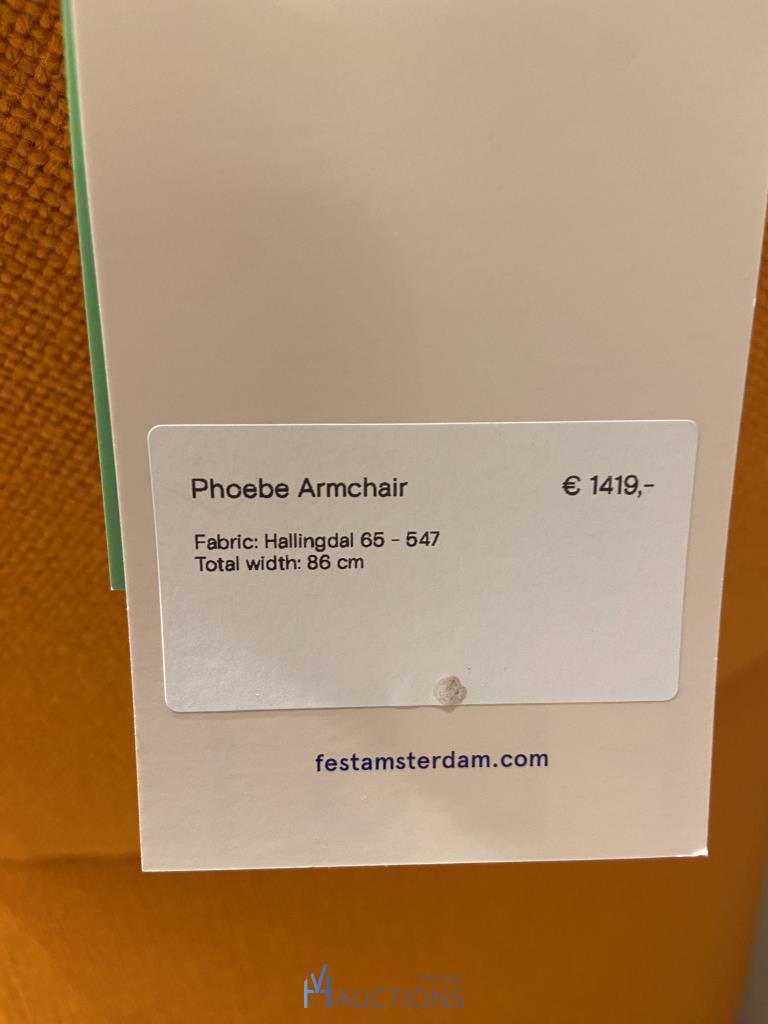 Phoebe Armchair € 1419,-
Fabric: Hallingdal 65 - 547
Total width: 86 cm
festamsterdam.com
AUCTIONS